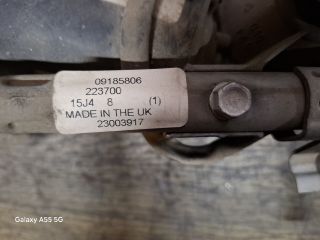 09185806
223700
15J4 8 (1)
MADE IN THE UK
23003917
Galaxy A55 5G